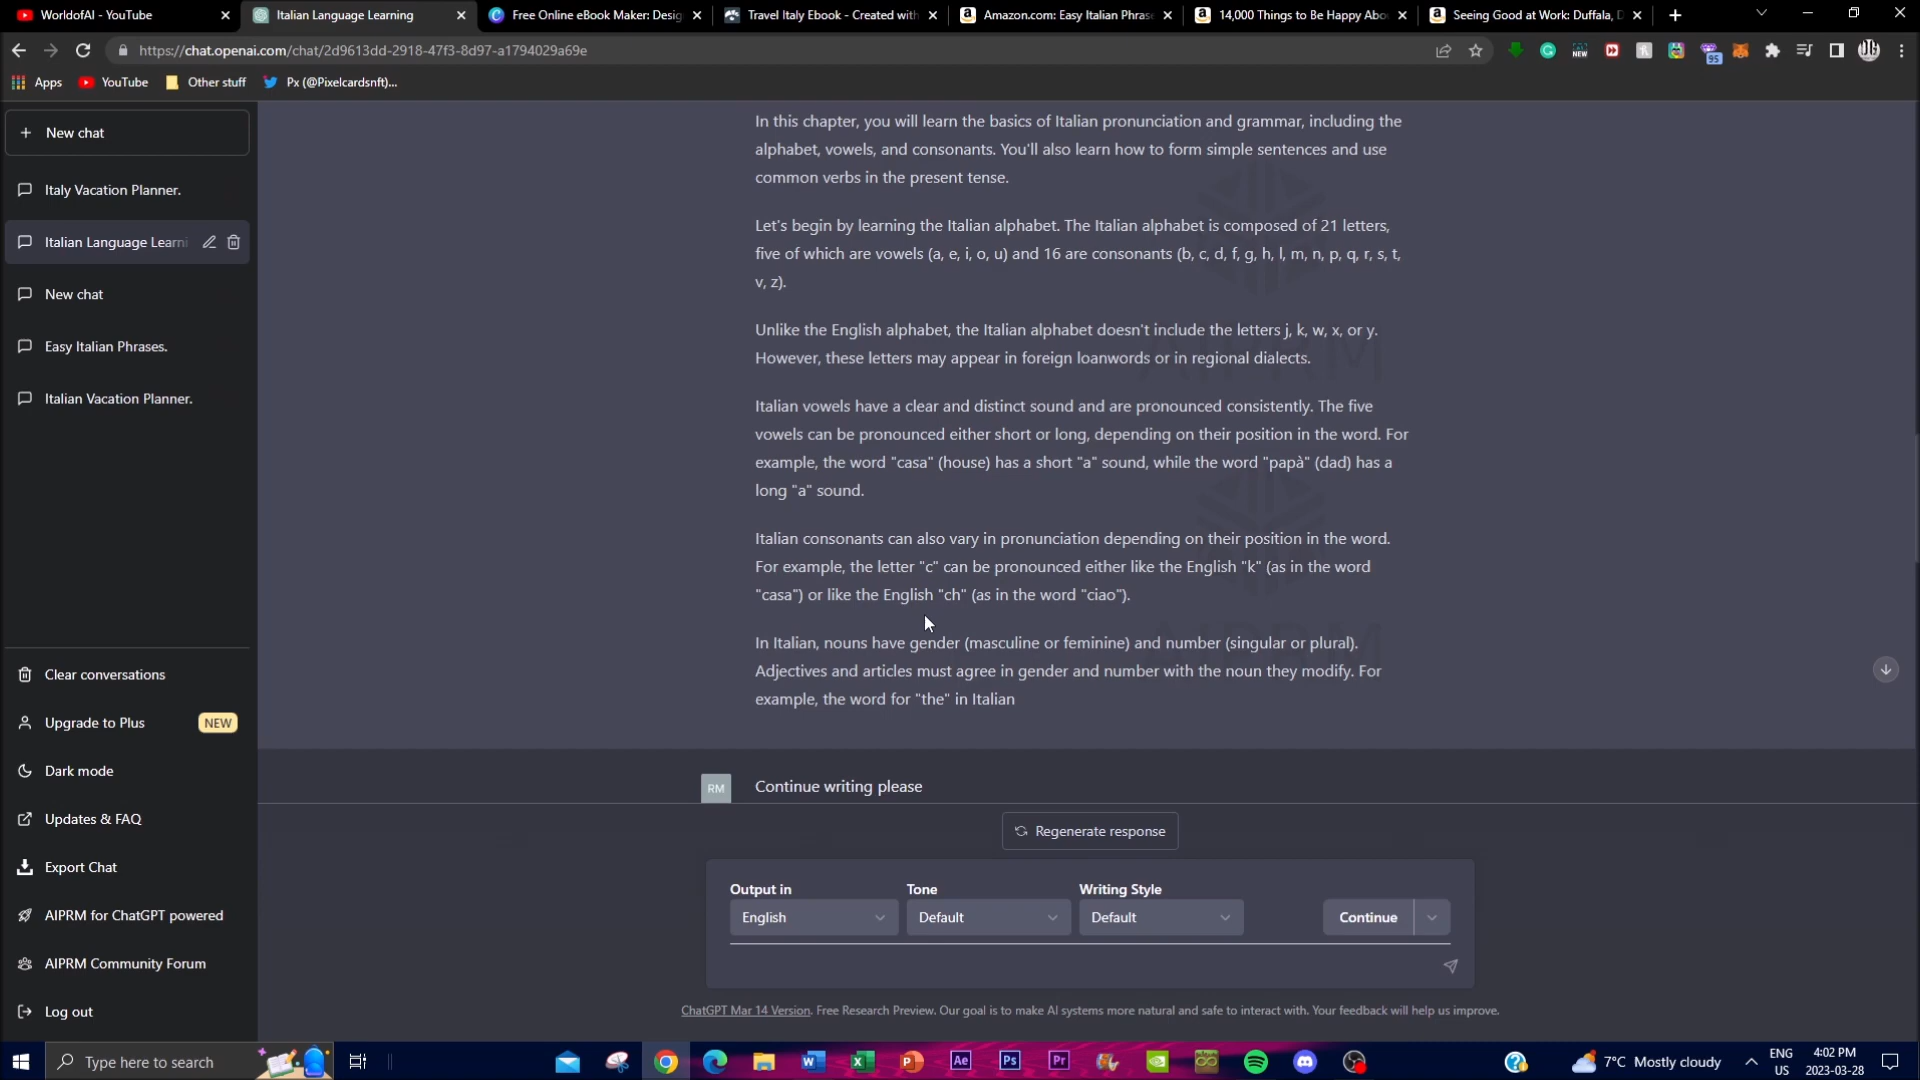 WorldofAI - YouTube
Italian Language Learning
Free Online eBook Maker: Desig
Travel Italy Ebook - Created with
Amazon.com: Easy Italian Phras
14,000 Things to Be Happy Abo
Seeing Good at Work: Duffala, D
https://chat.openai.com/chat/2d9613dd-2918-47f3-8d97-a1794029a69e
NEW
95
Apps
YouTube
Other stuff
Px (@Pixelcardsnft)...
New chat
Italy Vacation Planner.
Italian Language Learni
New chat
Easy Italian Phrases.
Italian Vacation Planner.
Clear conversations
Upgrade to Plus
NEW
Dark mode
Updates & FAQ
Export Chat
AIPRM for ChatGPT powered
AIPRM Community Forum
Log out
In this chapter, you will learn the basics of Italian pronunciation and grammar, including the
alphabet, vowels, and consonants. You'll also learn how to form simple sentences and use
common verbs in the present tense.
Let's begin by learning the Italian alphabet. The Italian alphabet is composed of 21 letters,
five of which are vowels (a, e, i, o, u) and 16 are consonants (b, c, d, f, g, h, l, m, n, p, q, r, s, t,
v, z).
Unlike the English alphabet, the Italian alphabet doesn't include the letters j, k, w, x, or y.
However, these letters may appear in foreign loanwords or in regional dialects.
Italian vowels have a clear and distinct sound and are pronounced consistently. The five
vowels can be pronounced either short or long, depending on their position in the word. For
example, the word "casa" (house) has a short "a" sound, while the word "papà" (dad) has a
long "a" sound.
Italian consonants can also vary in pronunciation depending on their position in the word.
For example, the letter "c" can be pronounced either like the English "k" (as in the word
"casa") or like the English "ch" (as in the word "ciao").
In Italian, nouns have gender (masculine or feminine) and number (singular or plural).
Adjectives and articles must agree in gender and number with the noun they modify. For
example, the word for "the" in Italian
AIPRM
AIPRM
RM
Continue writing please
Regenerate response
Output in
Tone
Writing Style
English
Default
Default
Continue
ChatGPT Mar 14 Version. Free Research Preview. Our goal is to make AI systems more natural and safe to interact with. Your feedback will help us improve.
Type here to search
Ae
Ps
Pr
7°C Mostly cloudy
ENG
US
4:02 PM
2023-03-28